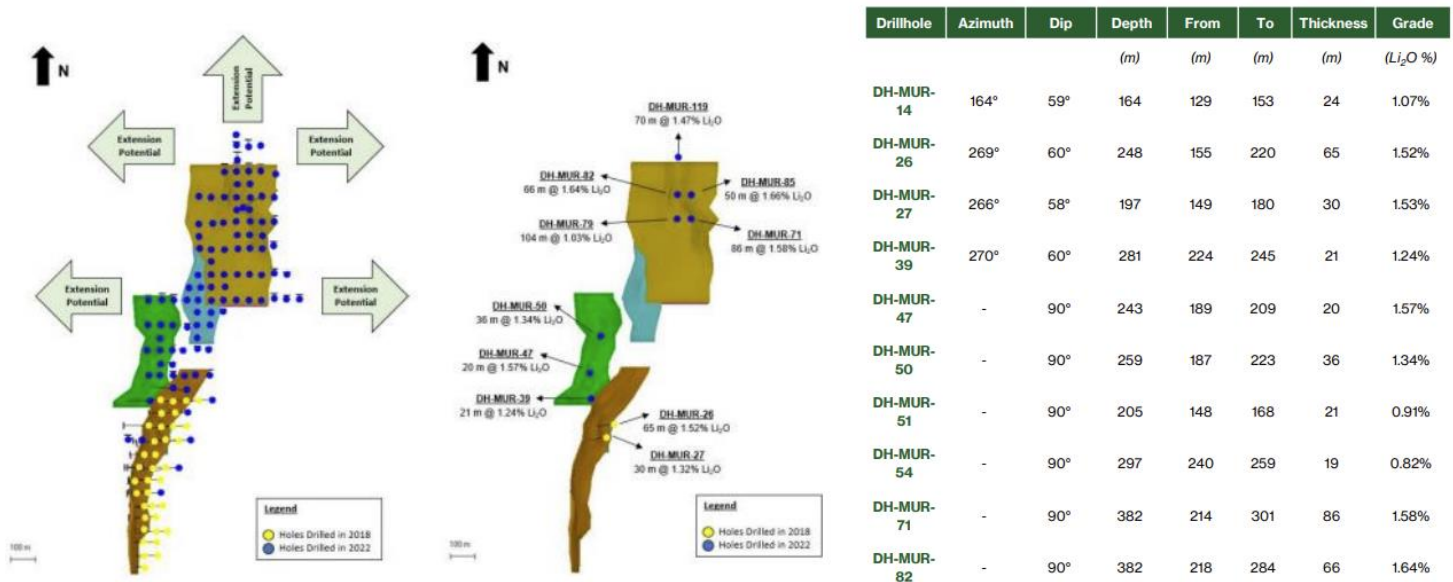 N
Extension
Potential
Extension
Potential
Extension
Potential
Extension
Potential
Extension
Potential
Legend
Holes Drilled in 2018
Holes Drilled in 2022
100 m
N
DH-MUR-119
70 m @ 1.47% Li₂O
DH-MUR-82
66 m @ 1.64% Li₂O
DH-MUR-85
50 m @ 1.66% Li₂O
DH-MUR-79
104 m @ 1.03% Li₂O
DH-MUR-71
86 m @ 1.58% Li₂O
DH-MUR-50
36 m @ 1.34% Li₂O
DH-MUR-47
20 m @ 1.57% Li₂O
DH-MUR-39
21 m @ 1.24% Li₂O
DH-MUR-26
65 m @ 1.52% Li₂O
DH-MUR-27
30 m @ 1.32% Li₂O
Legend
Holes Drilled in 2018
Holes Drilled in 2022
100 m
Drillhole Azimuth Dip Depth From To Thickness Grade
(m) (m) (m) (m) (Li₂O %)
DH-MUR-
14 164° 59° 164 129 153 24 1.07%
DH-MUR-
26 269° 60° 248 155 220 65 1.52%
DH-MUR-
27 266° 58° 197 149 180 30 1.53%
DH-MUR-
39 270° 60° 281 224 245 21 1.24%
DH-MUR-
47 - 90° 243 189 209 20 1.57%
DH-MUR-
50 - 90° 259 187 223 36 1.34%
DH-MUR-
51 - 90° 205 148 168 21 0.91%
DH-MUR-
54 - 90° 297 240 259 19 0.82%
DH-MUR-
71 - 90° 382 214 301 86 1.58%
DH-MUR-
82 - 90° 382 218 284 66 1.64%